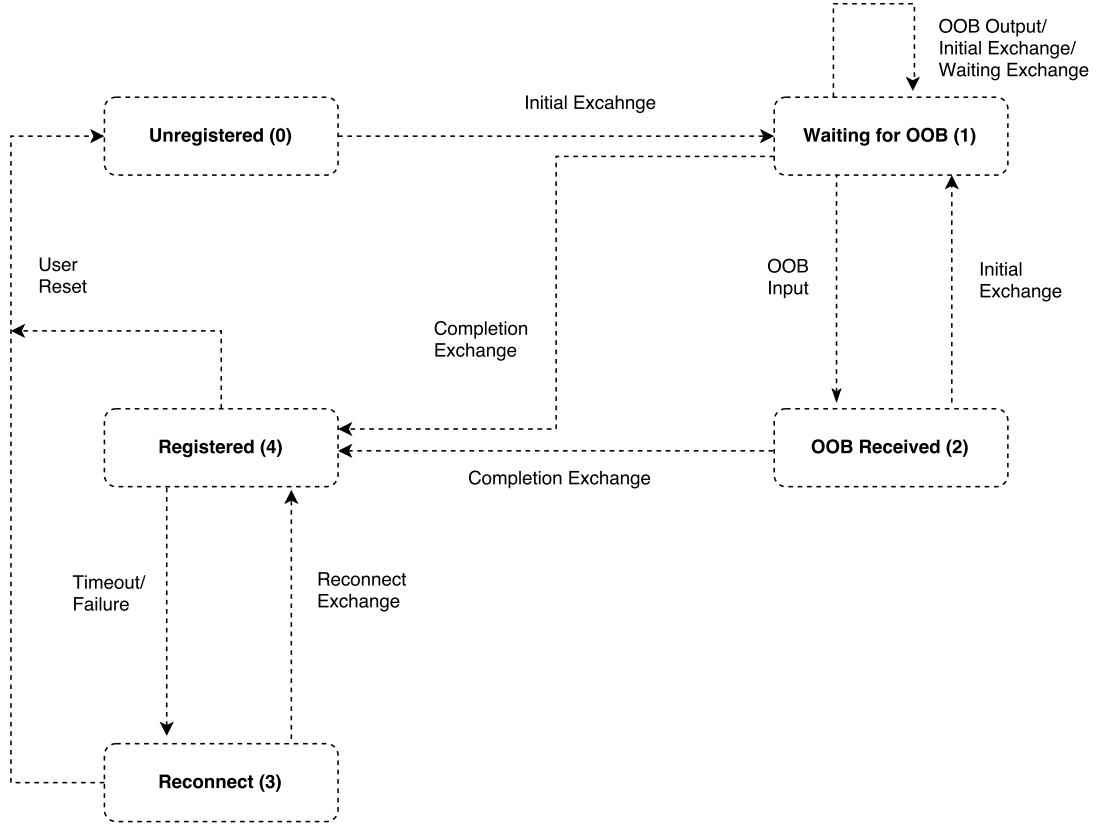 OOB Output/
Initial Exchange/
Waiting Exchange
Initial Excahnge
Unregistered (0)
Waiting for OOB (1)
User
Reset
OOB
Input
Initial
Exchange
Completion
Exchange
Registered (4)
OOB Received (2)
Completion Exchange
Timeout/
Failure
Reconnect
Exchange
Reconnect (3)